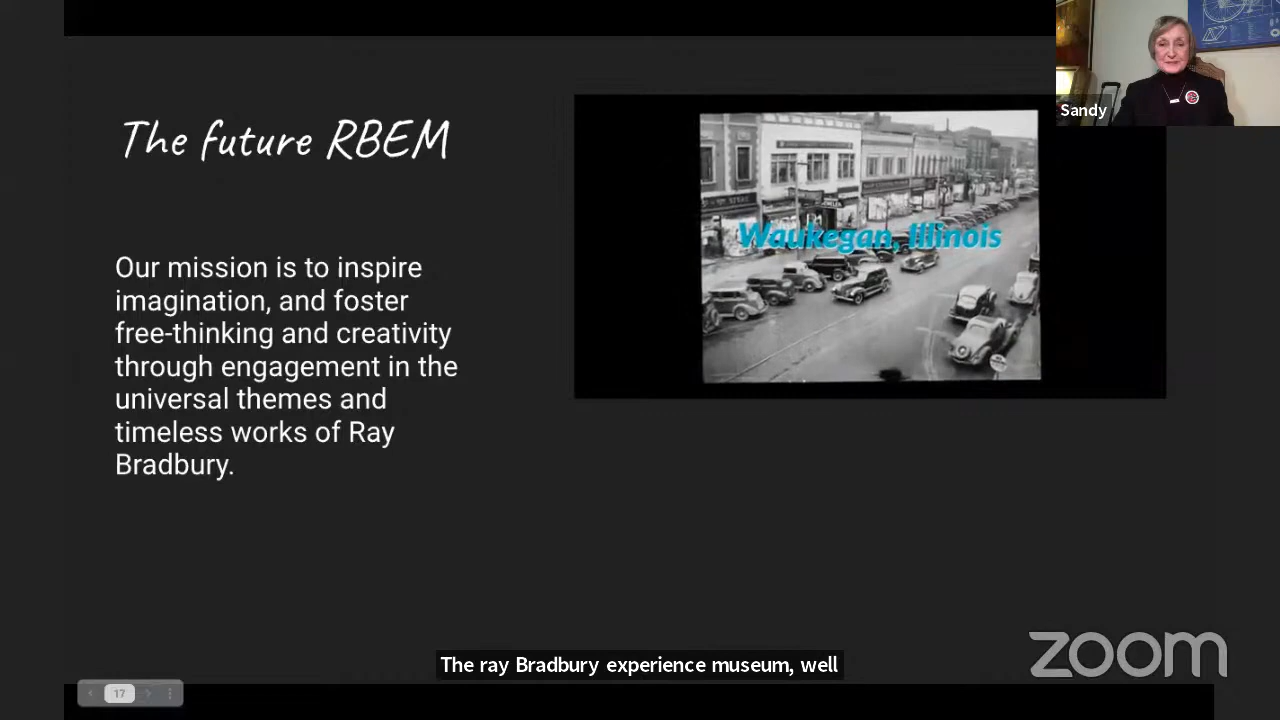 The future RBEM
Our mission is to inspire
imagination, and foster
free-thinking and creativity
through engagement in the
universal themes and
timeless works of Ray
Bradbury.
Waukegan, Illinois
Sandy
The ray Bradbury experience museum, well
zoom
17